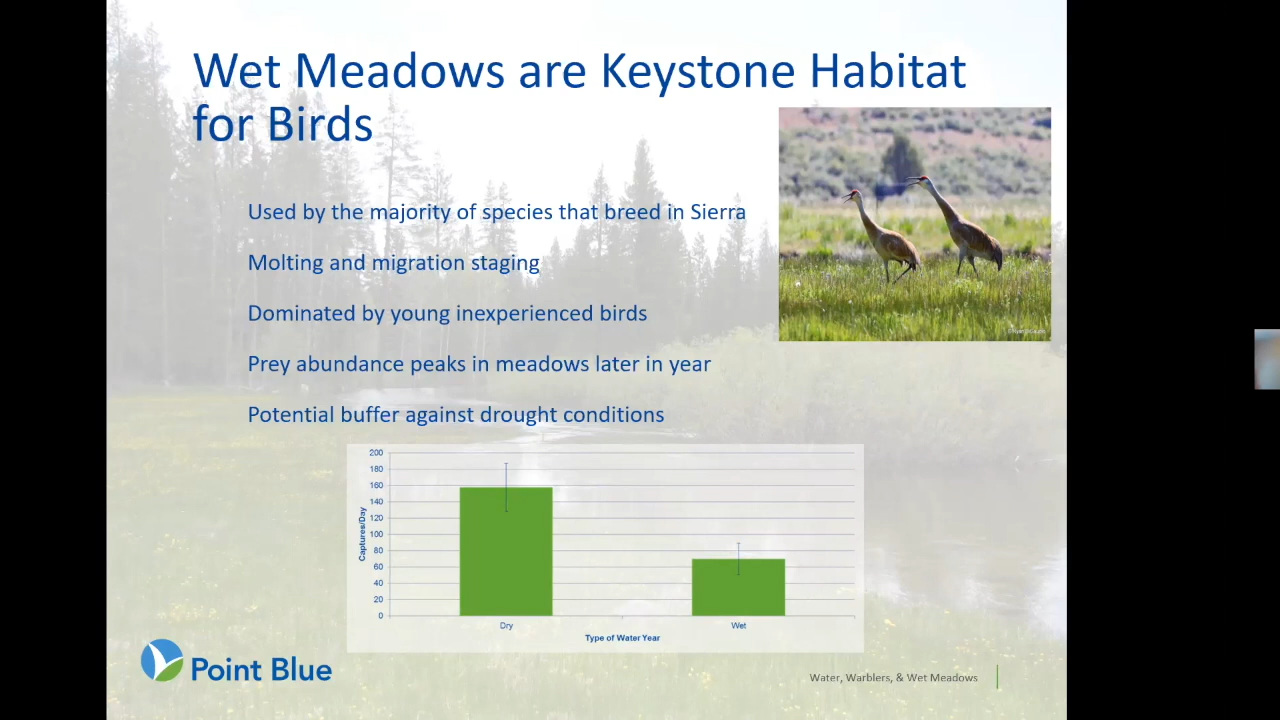 Wet Meadows are Keystone Habitat
for Birds
Used by the majority of species that breed in Sierra
Molting and migration staging
Dominated by young inexperienced birds
Prey abundance peaks in meadows later in year
Potential buffer against drought conditions
200
180
160
140
120
100
80
60
40
20
0
Captures/Day
Dry
Wet
Type of Water Year
Point Blue
Water, Warblers, & Wet Meadows